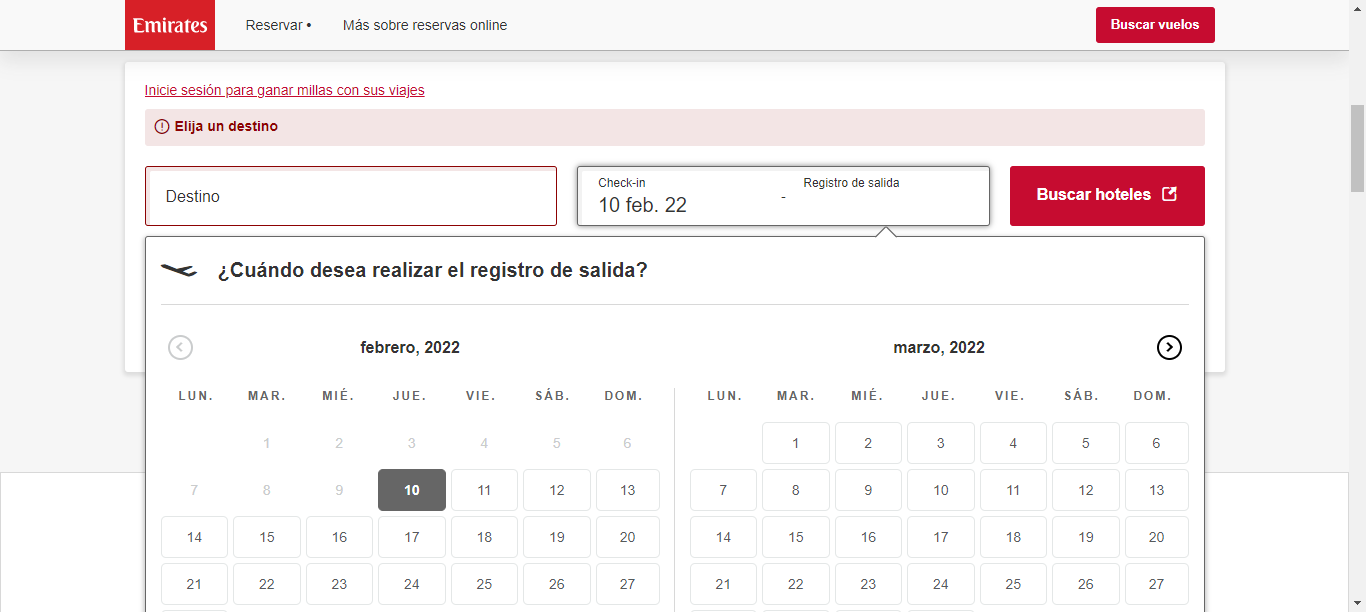 Emirates Reservar • Más sobre reservas online Buscar vuelos
Inicie sesión para ganar millas con sus viajes
Elija un destino
Destino
Check-in Registro de salida
10 feb. 22 -
Buscar hoteles
¿Cuándo desea realizar el registro de salida?
febrero, 2022
LUN. MAR. MIÉ. JUE. VIE. SÁB. DOM.
1 2 3 4 5 6
7 8 9 10 11 12 13
14 15 16 17 18 19 20
21 22 23 24 25 26 27
marzo, 2022
LUN. MAR. MIÉ. JUE. VIE. SÁB. DOM.
1 2 3 4 5 6
7 8 9 10 11 12 13
14 15 16 17 18 19 20
21 22 23 24 25 26 27